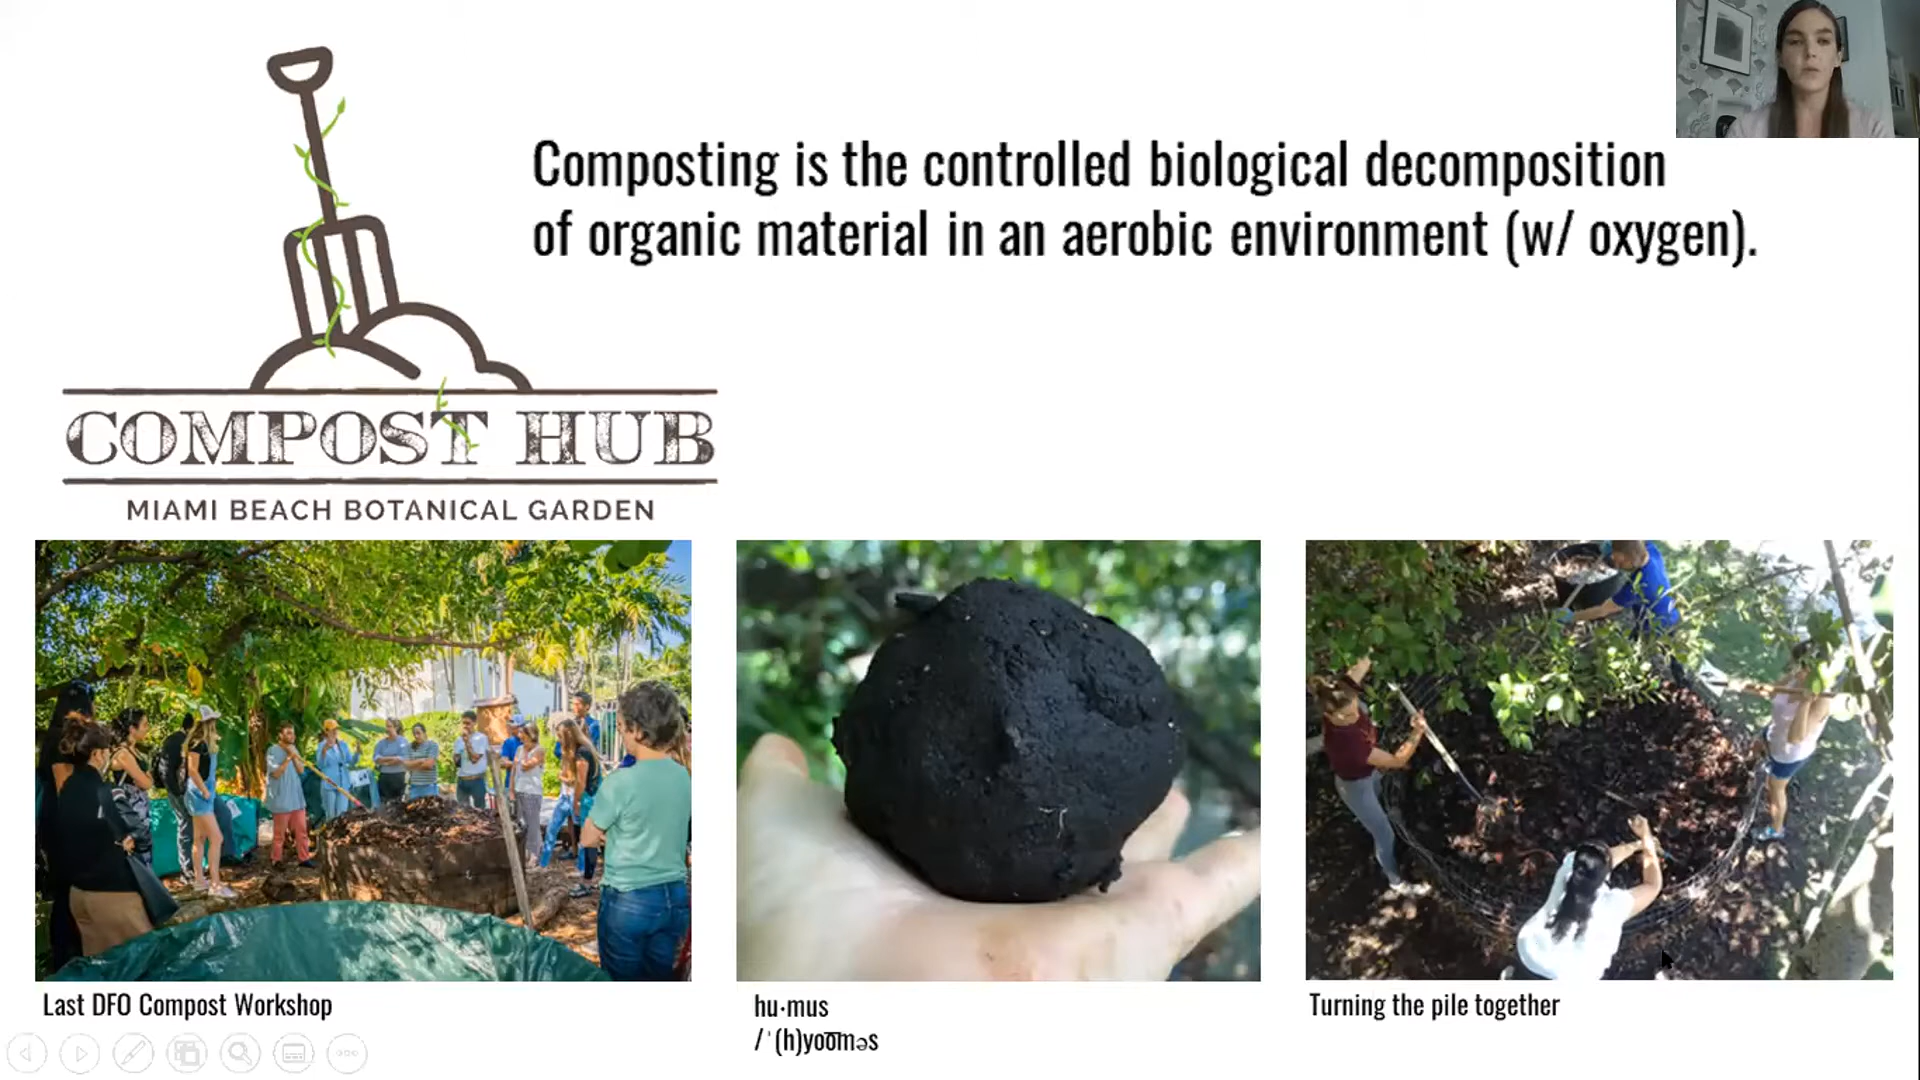 Composting is the controlled biological decomposition
of organic material in an aerobic environment (w/ oxygen).
COMPOST HUB
MIAMI BEACH BOTANICAL GARDEN
Last DFO Compost Workshop
hu·mus
/ˈ(h)yo͞oməs
Turning the pile together